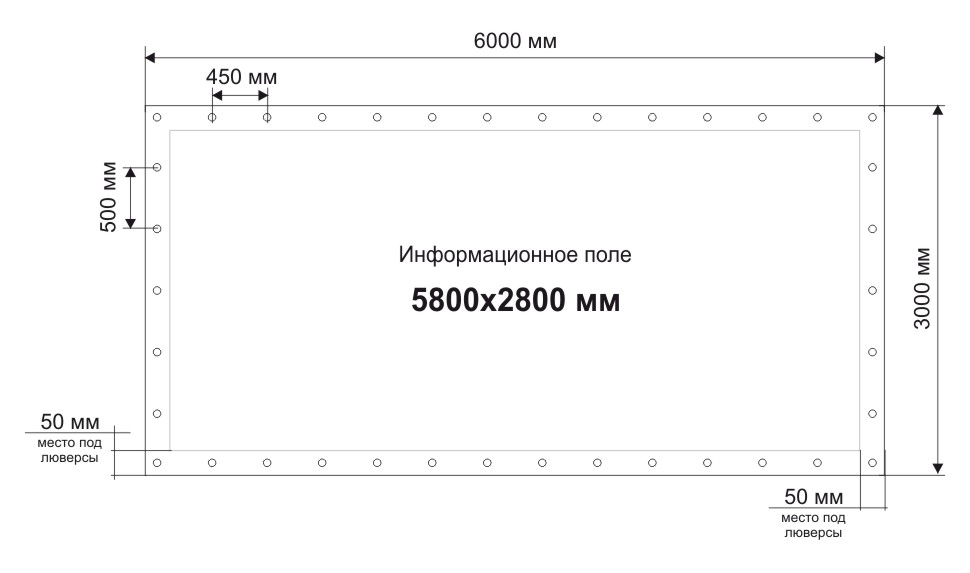 6000 мм
450 мм
500 мм
Информационное поле
5800х2800 мм
3000 мм
50 мм
место под
люверсы
50 мм
место под
люверсы